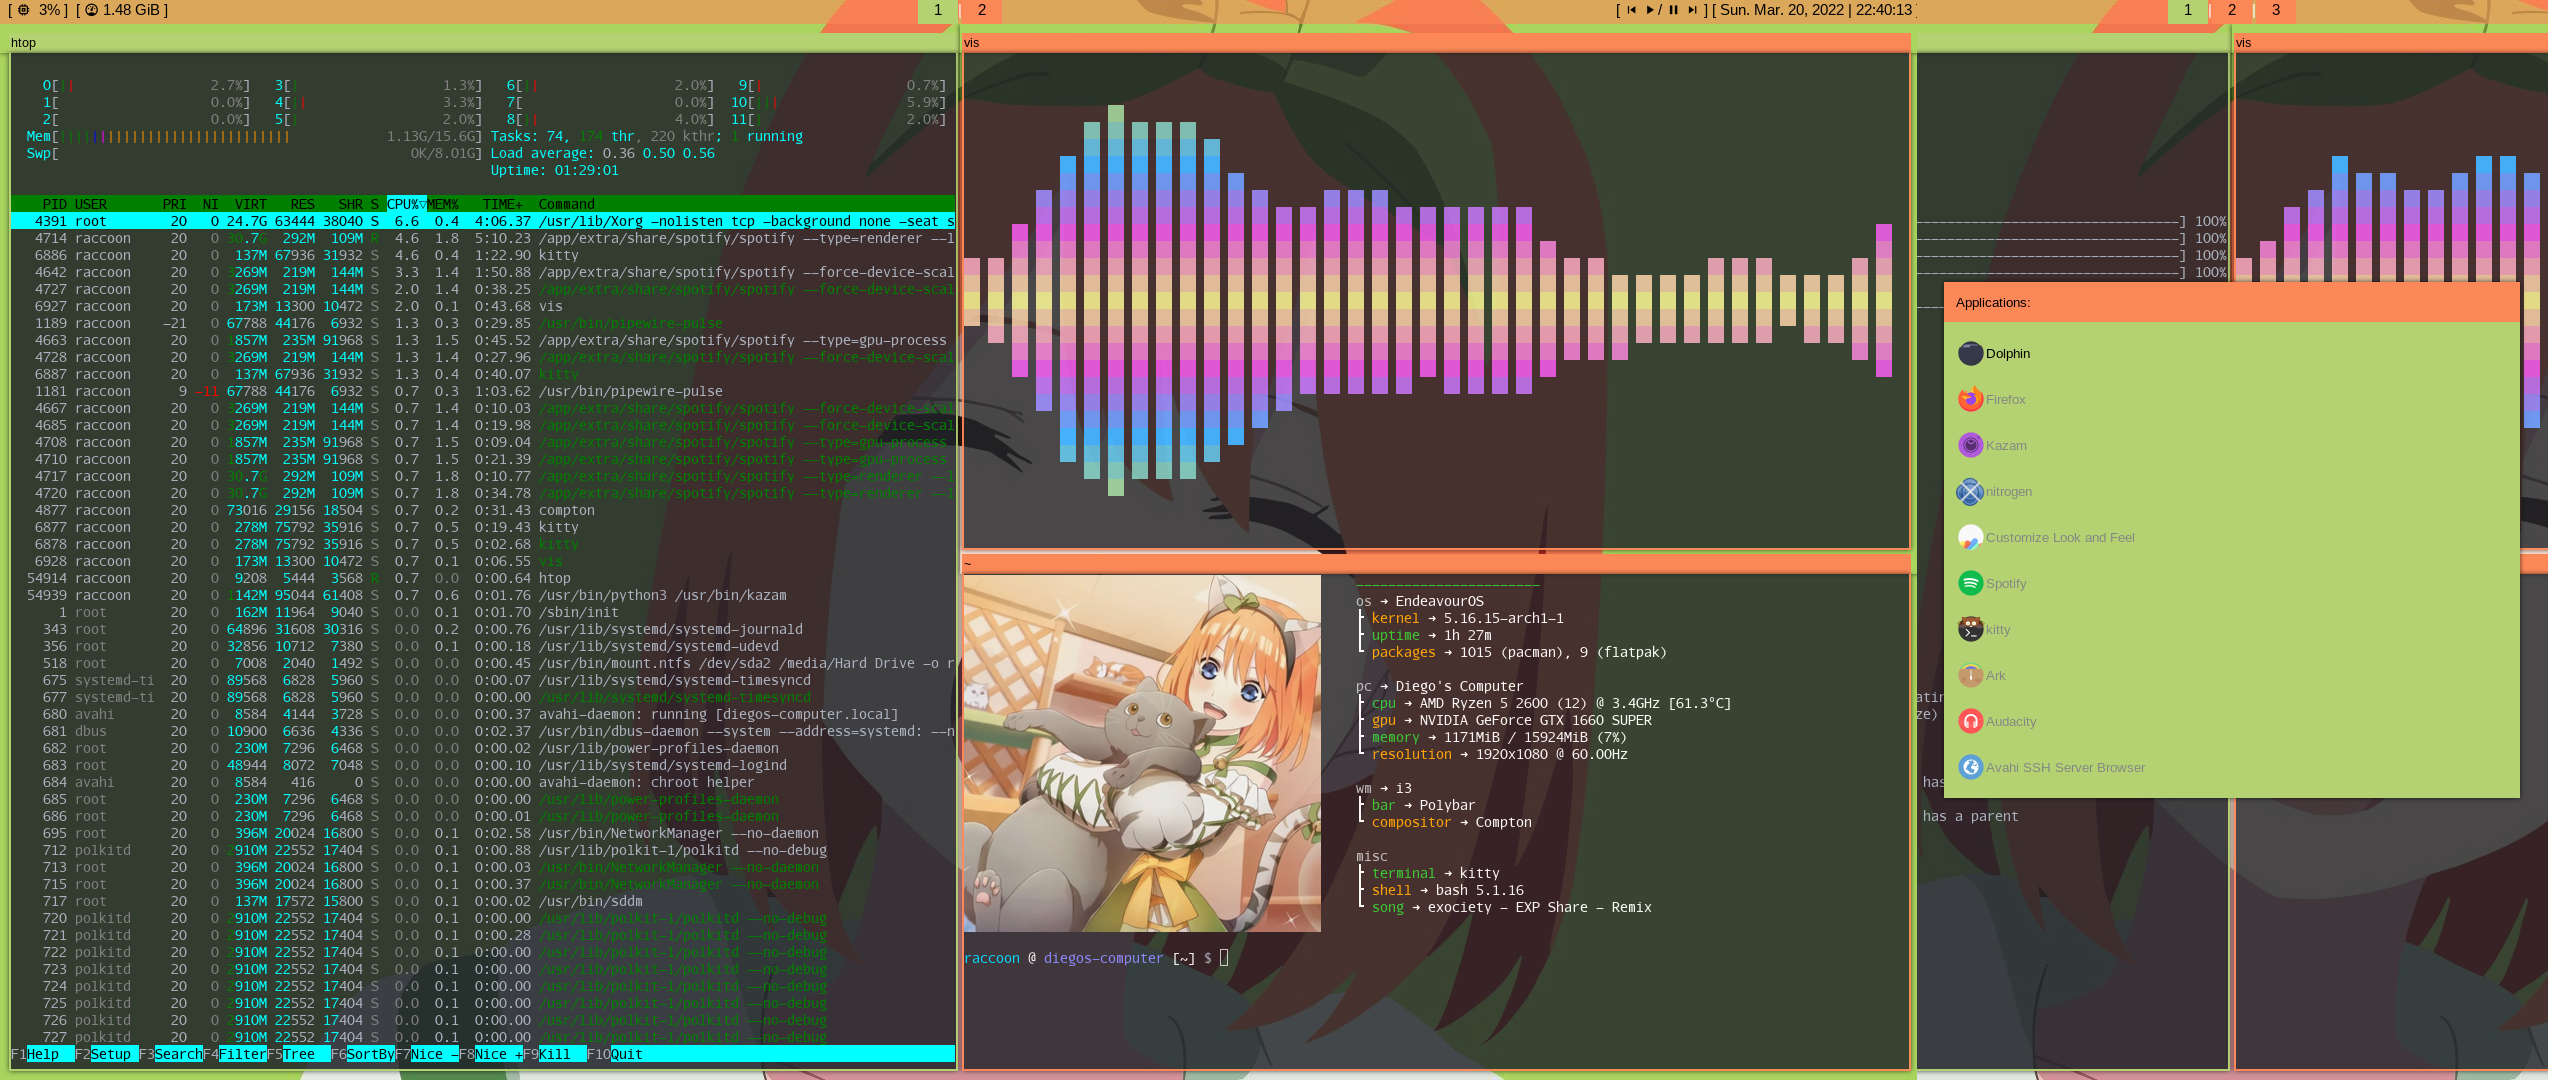 [ 3% ] [ 1.48 GiB ] 1 2 [ / ] [ Sun. Mar. 20, 2022 | 22:40:13 1 2 3
htop
0[|| 2.7%] 3[| 1.3%] 6[|| 2.0%] 9[| 0.7%]
1[ 0.0%] 4[|| 3.3%] 7[ 0.0%] 10[||| 5.9%]
2[ 0.0%] 5[| 2.0%] 8[|| 4.0%] 11[| 2.0%]
Mem[ 1.13G/15.6G] Tasks: 74, 174 thr, 220 kthr; 1 running
Swp[ 0K/8.01G] Load average: 0.36 0.50 0.56
Uptime: 01:29:01
PID USER PRI NI VIRT RES SHR S CPU%▽MEM% TIME+ Command
4391 root 20 0 24.7G 63444 38040 S 6.6 0.4 4:06.37 /usr/lib/Xorg -nolisten tcp -background none -seat s
4714 raccoon 20 0 30.7G 292M 109M R 4.6 1.8 5:10.23 /app/extra/share/spotify/spotify --type=renderer --l
6886 raccoon 20 0 137M 67936 31932 S 4.6 0.4 1:22.90 kitty
4642 raccoon 20 0 3269M 219M 144M S 3.3 1.4 1:50.88 /app/extra/share/spotify/spotify --force-device-scal
4727 raccoon 20 0 3269M 219M 144M S 2.0 1.4 0:38.25 /app/extra/share/spotify/spotify --force-device-scal
6927 raccoon 20 0 173M 13300 10472 S 2.0 0.1 0:43.68 vis
1189 raccoon -21 0 67788 44176 6932 S 1.3 0.3 0:29.85 /usr/bin/pipewire-pulse
4663 raccoon 20 0 1857M 235M 91968 S 1.3 1.5 0:45.52 /app/extra/share/spotify/spotify --type=gpu-process
4728 raccoon 20 0 3269M 219M 144M S 1.3 1.4 0:27.96 /app/extra/share/spotify/spotify --force-device-scal
6887 raccoon 20 0 137M 67936 31932 S 1.3 0.4 0:40.07 kitty
1181 raccoon 9 -11 67788 44176 6932 S 0.7 0.3 1:03.62 /usr/bin/pipewire-pulse
4667 raccoon 20 0 3269M 219M 144M S 0.7 1.4 0:10.03 /app/extra/share/spotify/spotify --force-device-scal
4685 raccoon 20 0 3269M 219M 144M S 0.7 1.4 0:19.98 /app/extra/share/spotify/spotify --force-device-scal
4708 raccoon 20 0 1857M 235M 91968 S 0.7 1.5 0:09.04 /app/extra/share/spotify/spotify --type=gpu-process
4710 raccoon 20 0 1857M 235M 91968 S 0.7 1.5 0:21.39 /app/extra/share/spotify/spotify --type=gpu-process
4717 raccoon 20 0 30.7G 292M 109M S 0.7 1.8 0:10.77 /app/extra/share/spotify/spotify --type=renderer --l
4720 raccoon 20 0 30.7G 292M 109M S 0.7 1.8 0:34.78 /app/extra/share/spotify/spotify --type=renderer --l
4877 raccoon 20 0 73016 29156 18504 S 0.7 0.2 0:31.43 compton
6877 raccoon 20 0 278M 75792 35916 S 0.7 0.5 0:19.43 kitty
6878 raccoon 20 0 278M 75792 35916 S 0.7 0.5 0:02.68 kitty
6928 raccoon 20 0 173M 13300 10472 S 0.7 0.1 0:06.55 vis
54914 raccoon 20 0 9208 5444 3568 R 0.7 0.0 0:00.64 htop
54939 raccoon 20 0 1142M 95044 61408 S 0.7 0.6 0:01.76 /usr/bin/python3 /usr/bin/kazam
1 root 20 0 162M 11964 9040 S 0.0 0.1 0:01.70 /sbin/init
343 root 20 0 64896 31608 30316 S 0.0 0.2 0:00.76 /usr/lib/systemd/systemd-journald
356 root 20 0 32856 10712 7380 S 0.0 0.1 0:00.18 /usr/lib/systemd/systemd-udevd
518 root 20 0 7008 2040 1492 S 0.0 0.0 0:00.45 /usr/bin/mount.ntfs /dev/sda2 /media/Hard Drive -o r
675 systemd-ti 20 0 89568 6828 5960 S 0.0 0.0 0:00.07 /usr/lib/systemd/systemd-timesyncd
677 systemd-ti 20 0 89568 6828 5960 S 0.0 0.0 0:00.00 /usr/lib/systemd/systemd-timesyncd
680 avahi 20 0 8584 4144 3728 S 0.0 0.0 0:00.37 avahi-daemon: running [diegos-computer.local]
681 dbus 20 0 10900 6636 4336 S 0.0 0.0 0:02.37 /usr/bin/dbus-daemon --system --address=systemd: --n
682 root 20 0 230M 7296 6468 S 0.0 0.0 0:00.02 /usr/lib/power-profiles-daemon
683 root 20 0 48944 8072 7048 S 0.0 0.0 0:00.10 /usr/lib/systemd/systemd-logind
684 avahi 20 0 8584 416 0 S 0.0 0.0 0:00.00 avahi-daemon: chroot helper
685 root 20 0 230M 7296 6468 S 0.0 0.0 0:00.00 /usr/lib/power-profiles-daemon
686 root 20 0 230M 7296 6468 S 0.0 0.0 0:00.01 /usr/lib/power-profiles-daemon
695 root 20 0 396M 20024 16800 S 0.0 0.1 0:02.58 /usr/bin/NetworkManager --no-daemon
712 polkitd 20 0 2910M 22552 17404 S 0.0 0.1 0:00.88 /usr/lib/polkit-1/polkitd --no-debug
713 root 20 0 396M 20024 16800 S 0.0 0.1 0:00.03 /usr/bin/NetworkManager --no-daemon
715 root 20 0 396M 20024 16800 S 0.0 0.1 0:00.37 /usr/bin/NetworkManager --no-daemon
717 root 20 0 137M 17572 15800 S 0.0 0.1 0:00.02 /usr/bin/sddm
720 polkitd 20 0 2910M 22552 17404 S 0.0 0.1 0:00.00 /usr/lib/polkit-1/polkitd --no-debug
721 polkitd 20 0 2910M 22552 17404 S 0.0 0.1 0:00.28 /usr/lib/polkit-1/polkitd --no-debug
722 polkitd 20 0 2910M 22552 17404 S 0.0 0.1 0:00.00 /usr/lib/polkit-1/polkitd --no-debug
723 polkitd 20 0 2910M 22552 17404 S 0.0 0.1 0:00.00 /usr/lib/polkit-1/polkitd --no-debug
724 polkitd 20 0 2910M 22552 17404 S 0.0 0.1 0:00.00 /usr/lib/polkit-1/polkitd --no-debug
725 polkitd 20 0 2910M 22552 17404 S 0.0 0.1 0:00.00 /usr/lib/polkit-1/polkitd --no-debug
726 polkitd 20 0 2910M 22552 17404 S 0.0 0.1 0:00.00 /usr/lib/polkit-1/polkitd --no-debug
727 polkitd 20 0 2910M 22552 17404 S 0.0 0.1 0:00.00 /usr/lib/polkit-1/polkitd --no-debug
F1Help F2Setup F3SearchF4FilterF5Tree F6SortByF7Nice -F8Nice +F9Kill F10Quit
vis
~
os → EndeavourOS
kernel → 5.16.15-arch1-1
uptime → 1h 27m
packages → 1015 (pacman), 9 (flatpak)
pc → Diego's Computer
cpu → AMD Ryzen 5 2600 (12) @ 3.4GHz [61.3°C]
gpu → NVIDIA GeForce GTX 1660 SUPER
memory → 1171MiB / 15924MiB (7%)
resolution → 1920x1080 @ 60.00Hz
wm → i3
bar → Polybar
compositor → Compton
misc
terminal → kitty
shell → bash 5.1.16
song → exociety - EXP Share - Remix
raccoon @ diegos-computer [~] $
] 100%
] 100%
] 100%
] 100%
atin
ze)
has
has a parent
vis
Applications:
Dolphin
Firefox
Kazam
nitrogen
Customize Look and Feel
Spotify
kitty
Ark
Audacity
Avahi SSH Server Browser